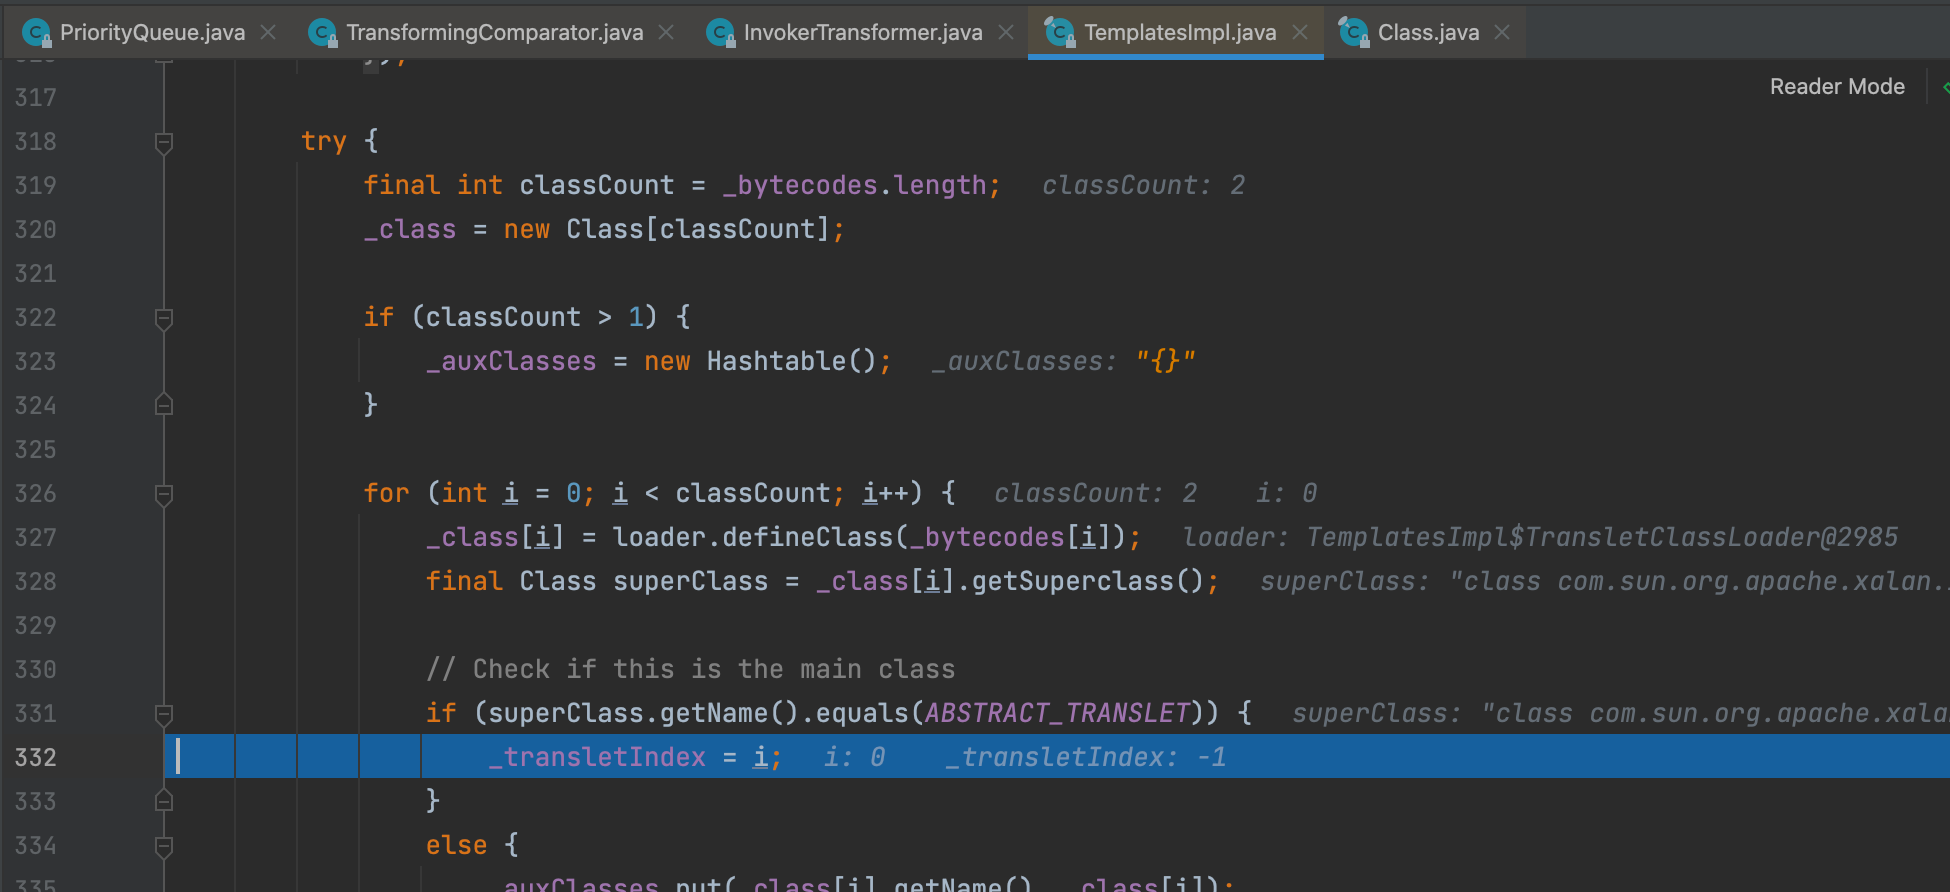 PriorityQueue.java TransformingComparator.java InvokerTransformer.java TemplatesImpl.java Class.java
Reader Mode
317
318 try {
319 final int classCount = _bytecodes.length; classCount: 2
320 _class = new Class[classCount];
321
322 if (classCount > 1) {
323 _auxClasses = new Hashtable(); _auxClasses: "{}"
324 }
325
326 for (int i = 0; i < classCount; i++) { classCount: 2 i: 0
327 _class[i] = loader.defineClass(_bytecodes[i]); loader: TemplatesImpl$TransletClassLoader@2985
328 final Class superClass = _class[i].getSuperclass(); superClass: "class com.sun.org.apache.xalan.
329
330 // Check if this is the main class
331 if (superClass.getName().equals(ABSTRACT_TRANSLET)) { superClass: "class com.sun.org.apache.xala
332 _transletIndex = i; i: 0 _transletIndex: -1
333 }
334 else {
335 _auxClasses.put(_class[i].getName(), _class[i]);